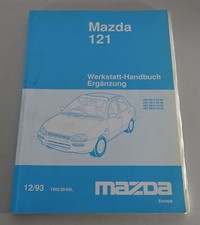 Mazda
121
Werkstatt-Handbuch
Ergänzung
12/93
mazda
Europe